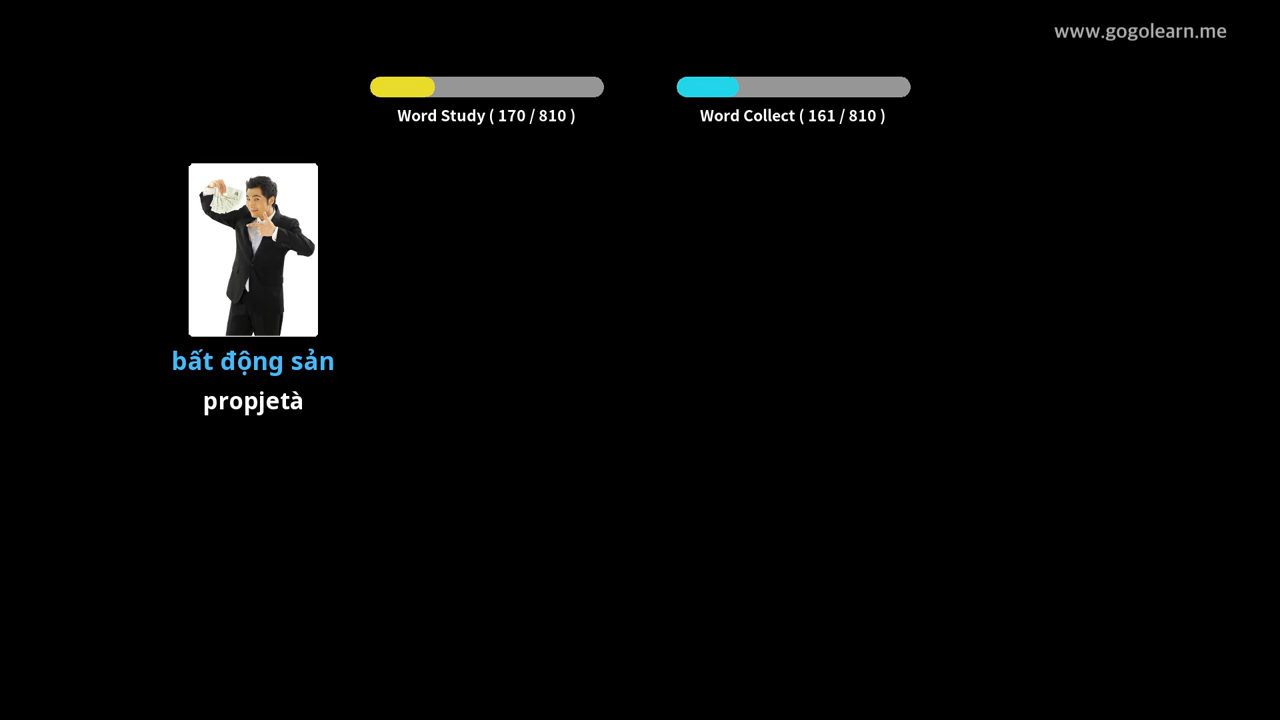 www.gogolearn.me
Word Study ( 170 / 810 )
Word Collect ( 161 / 810 )
bất động sản
propjetà